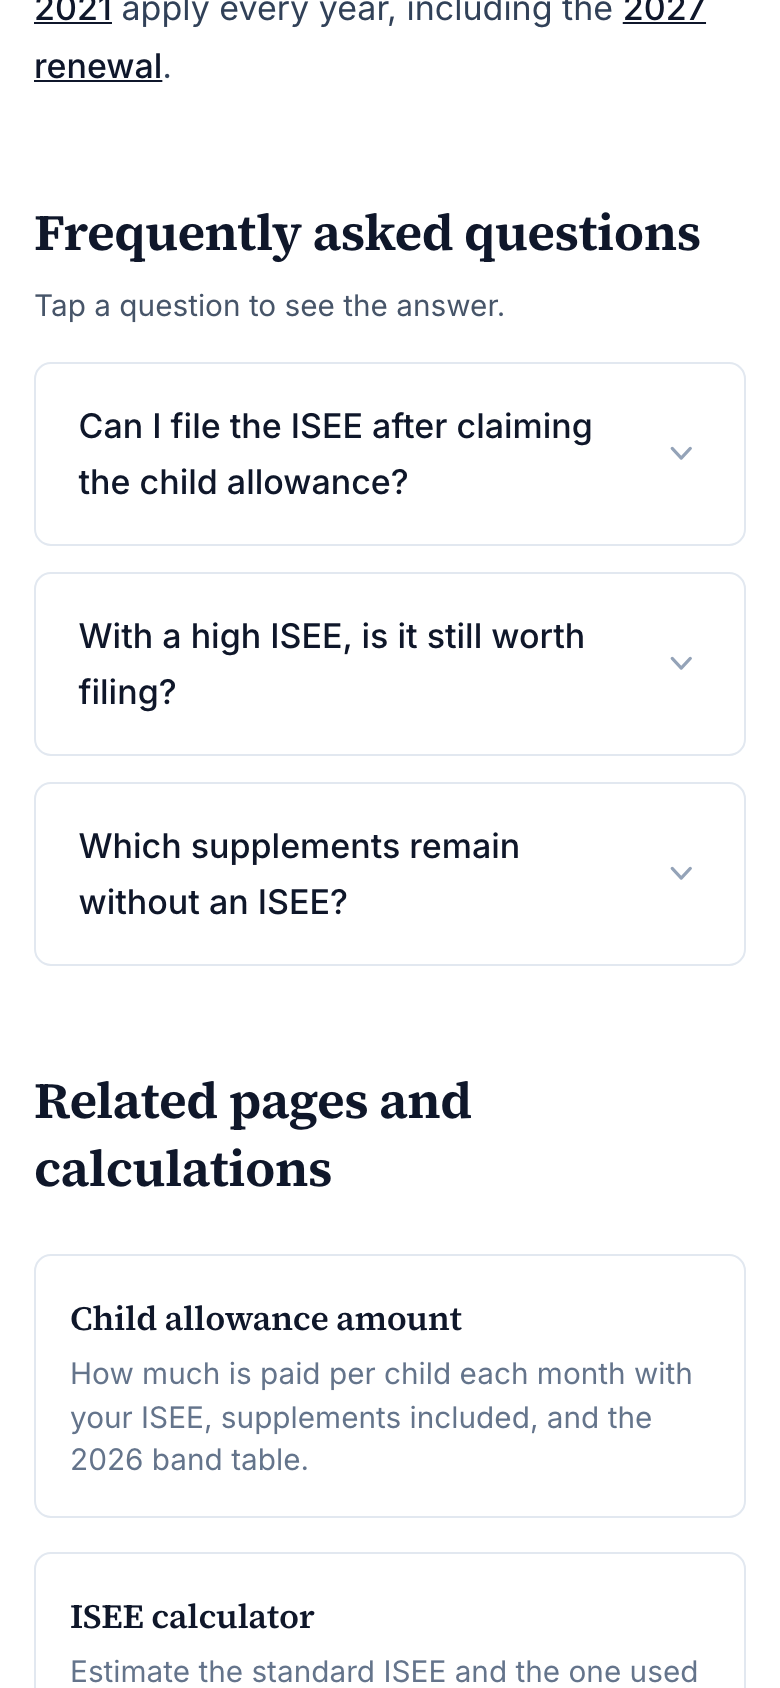 2021 apply every year, including the 2027
renewal.
Frequently asked questions
Tap a question to see the answer.
Can I file the ISEE after claiming
the child allowance?
With a high ISEE, is it still worth
filing?
Which supplements remain
without an ISEE?
Related pages and
calculations
Child allowance amount
How much is paid per child each month with
your ISEE, supplements included, and the
2026 band table.
ISEE calculator
Estimate the standard ISEE and the one used